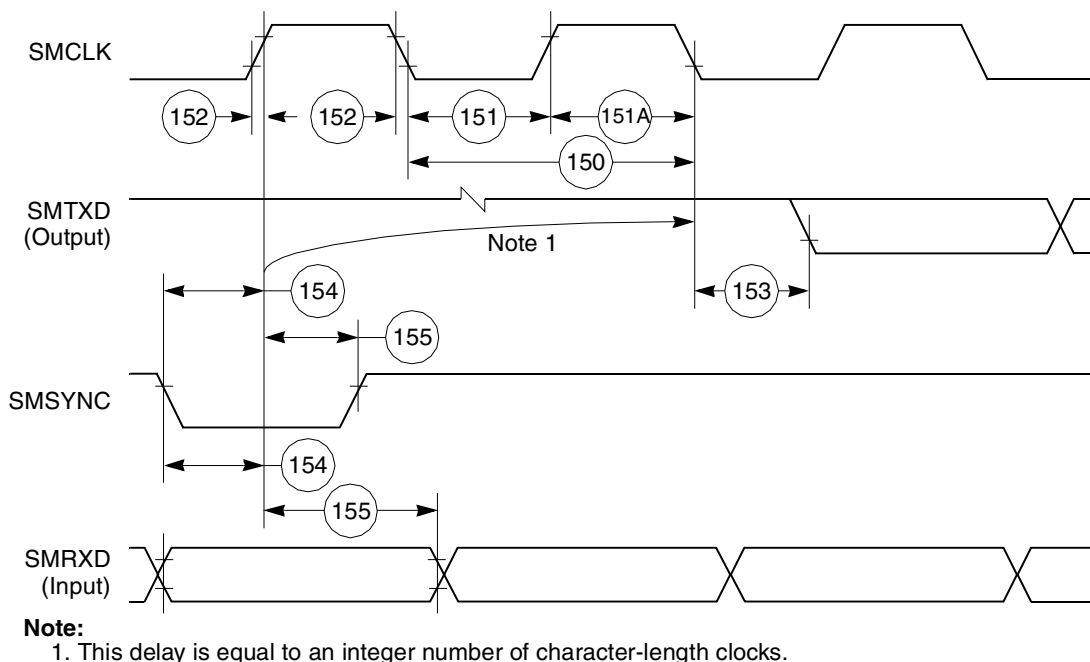 SMCLK
152
152
151
151A
150
SMTXD
(Output)
Note 1
154
153
155
SMSYNC
154
155
SMRXD
(Input)
Note:
1. This delay is equal to an integer number of character-length clocks.